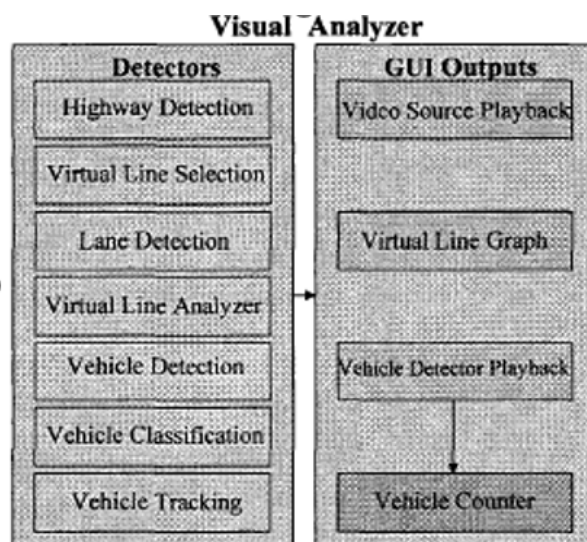 Visual Analyzer
Detectors
Highway Detection
Virtual Line Selection
Lane Detection
Virtual Line Analyzer
Vehicle Detection
Vehicle Classification
Vehicle Tracking
GUI Outputs
Video Source Playback
Virtual Line Graph
Vehicle Detector Playback
Vehicle Counter